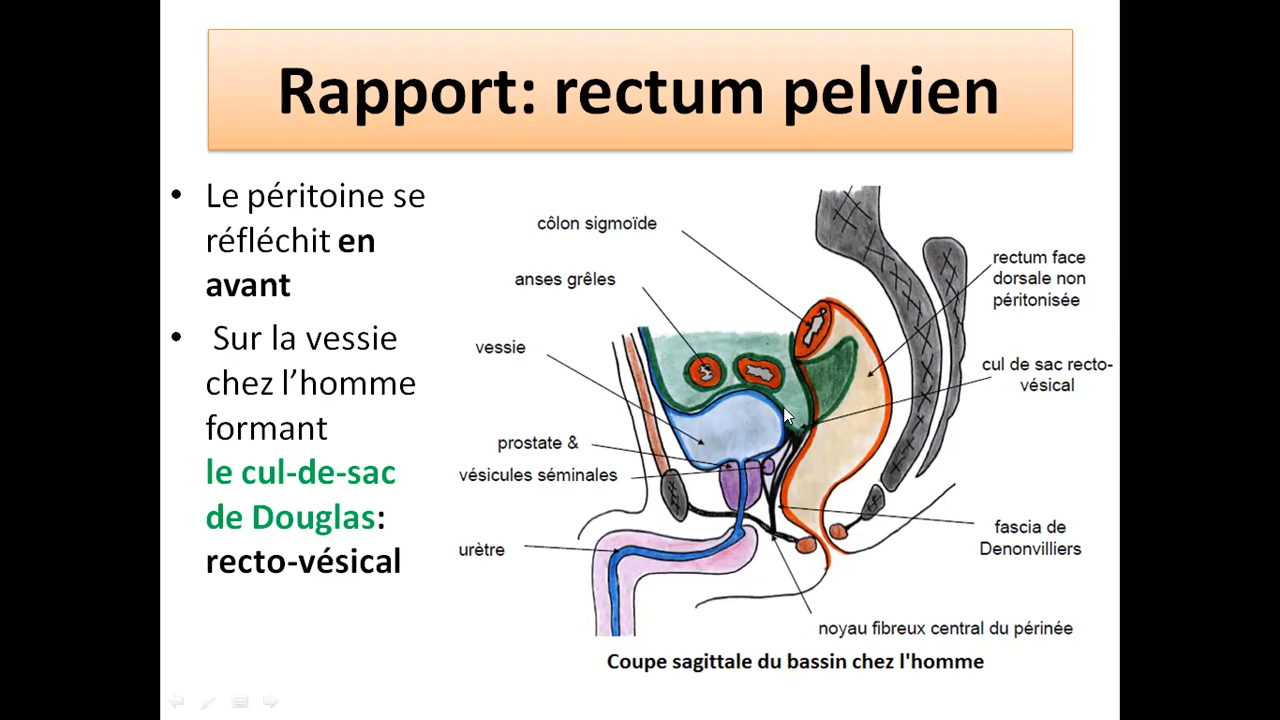 Rapport: rectum pelvien
• Le péritoine se
réfléchit en
avant
• Sur la vessie
chez l’homme
formant
le cul-de-sac
de Douglas:
recto-vésical
côlon sigmoïde
anses grêles
vessie
prostate &
vésicules séminales
urètre
rectum face
dorsale non
péritonisée
cul de sac recto-
vésical
fascia de
Denonvilliers
noyau fibreux central du périnée
Coupe sagittale du bassin chez l'homme